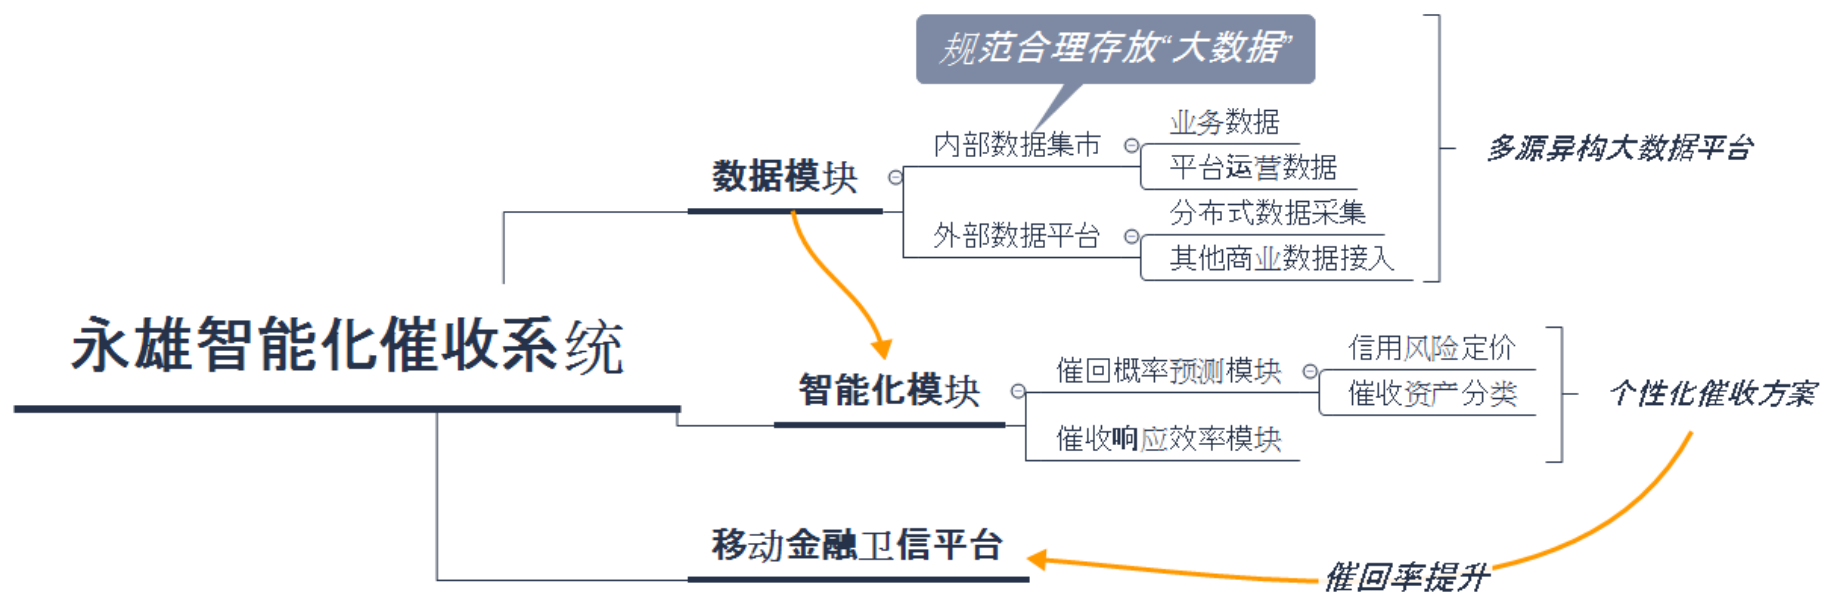 规范合理存放“大数据”
业务数据
内部数据集市
平台运营数据
多源异构大数据平台
数据模块
分布式数据采集
外部数据平台
其他商业数据接入
永雄智能化催收系统
信用风险定价
催回概率预测模块
智能化模块
催收资产分类
个性化催收方案
催收响应效率模块
移动金融卫信平台
催回率提升